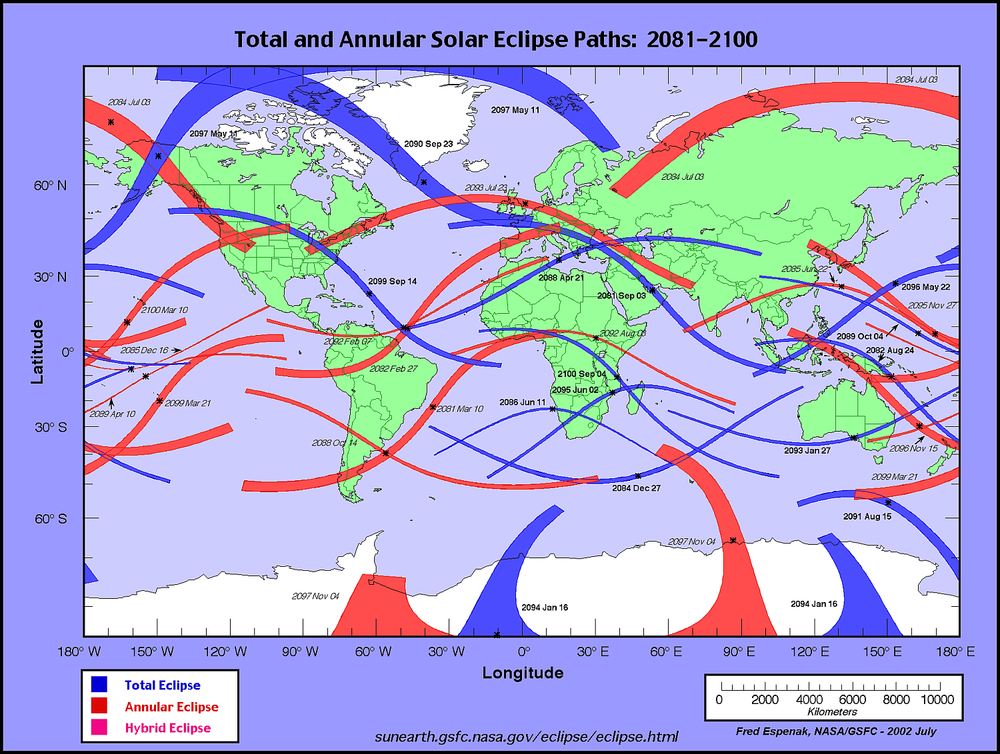 Total and Annular Solar Eclipse Paths: 2081–2100
2084 Jul 03
2084 Jul 03
2097 May 11
2097 May 11
2090 Sep 23
2084 Jul 03
60° N
2093 Jul 23
30° N
2099 Sep 14
2088 Apr 21
2085 Jun 22
2081 Sep 03
2096 May 22
2100 Mar 10
2095 Nov 27
2092 Feb 07
2092 Aug 03
2089 Oct 04
0°
2085 Dec 16
2082 Aug 24
2082 Feb 27
2100 Sep 04
2095 Jun 02
2099 Mar 21
2086 Jun 11
2081 Mar 10
2089 Apr 10
30° S
2088 Oct 14
2093 Jan 27
2096 Nov 15
2099 Mar 21
2084 Dec 27
2091 Aug 15
60° S
2097 Nov 04
2097 Nov 04
2094 Jan 16
2094 Jan 16
Latitude
180° W 150° W 120° W 90° W 60° W 30° W 0° 30° E 60° E 90° E 120° E 150° E 180° E
Longitude
Total Eclipse
Annular Eclipse
Hybrid Eclipse
0 2000 4000 6000 8000 10000
Kilometers
sunearth.gsfc.nasa.gov/eclipse/eclipse.html
Fred Espenak, NASA/GSFC - 2002 July